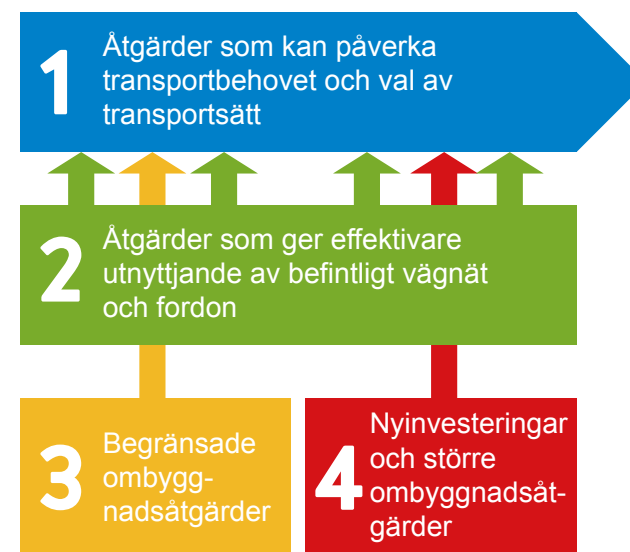 1
Åtgärder som kan påverka
transportbehovet och val av
transportsätt
2
Åtgärder som ger effektivare
utnyttjande av befintligt vägnät
och fordon
3
Begränsade
ombygg-
nadsåtgärder
4
Nyinvesteringar
och större
ombyggnadsåt-
gärder